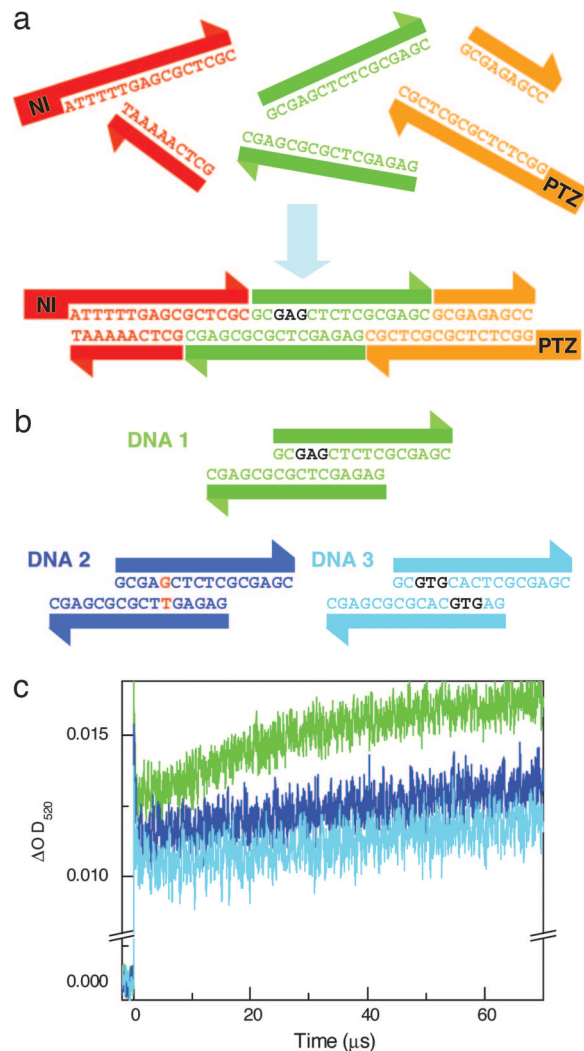 a
NI
ATTTTTGAGCGCTCGC
TAAAAACTCG
GCGAGCTCTCGCGAGC
CGAGCGCGCTCGAGAG
GCGAGAGCC
CGCTCGCGCTCTCGG
PTZ
NI
ATTTTTGAGCGCTCGC GCGAGCTCTCGCGAGC GCGAGAGCC
TAAAAACTCG CGAGCGCGCTCGAGAG CGCTCGCGCTCTCGG
PTZ
b
DNA 1
GCGAGCTCTCGCGAGC
CGAGCGCGCTCGAGAG
DNA 2
GCGAGCTCTCGCGAGC
CGAGCGCGCTTGAGAG
DNA 3
GCGTGCACTCGCGAGC
CGAGCGCGCACGTGAG
c
ΔOD520
0.015
0.010
0.000
0 20 40 60
Time (μs)